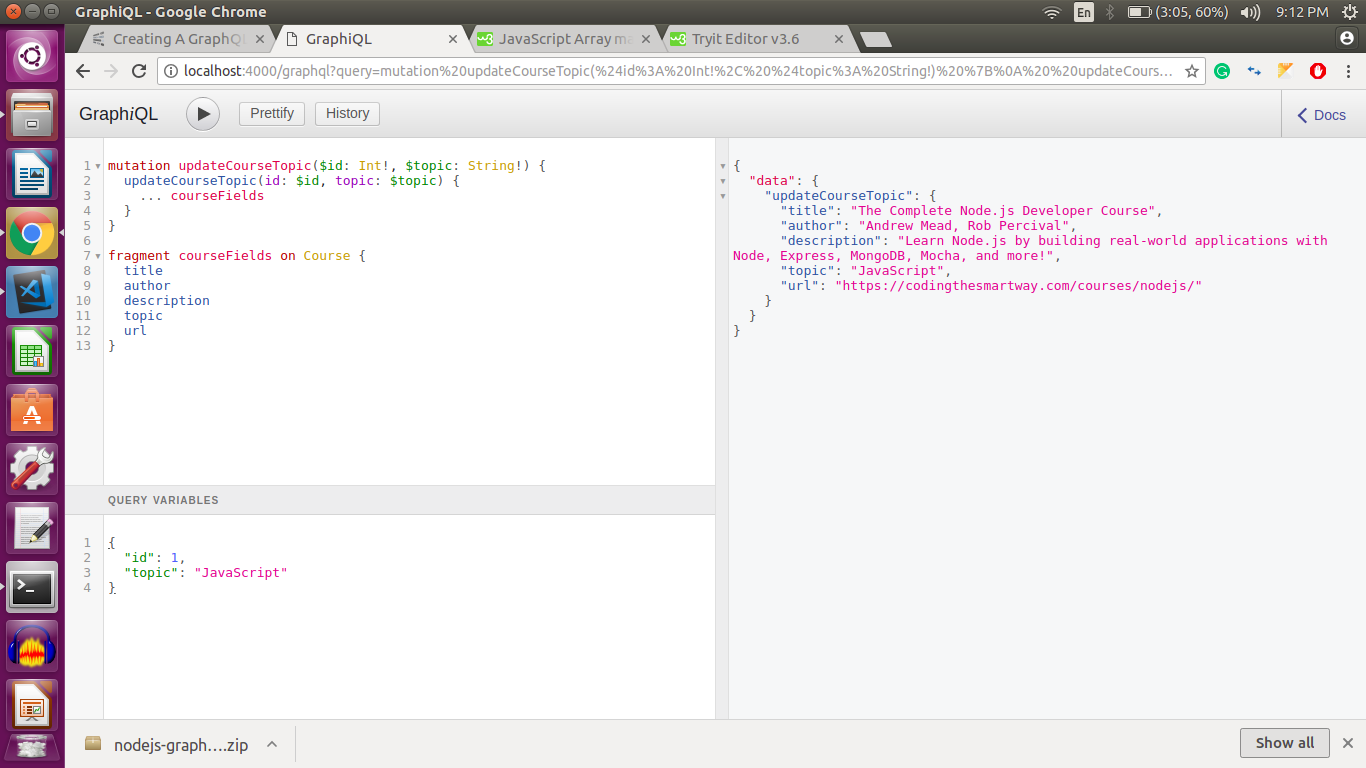 GraphiQL - Google Chrome
En
(3:05, 60%)
9:12 PM
Creating A GraphQ
GraphiQL
JavaScript Array ma
Tryit Editor v3.6
localhost:4000/graphql?query=mutation%20updateCourseTopic(%24id%3A%20Int!%2C%20%24topic%3A%20String!)%20%7B%0A%20%20updateCours...
GraphiQL
Prettify
History
Docs
1 mutation updateCourseTopic($id: Int!, $topic: String!) {
2 updateCourseTopic(id: $id, topic: $topic) {
3 ... courseFields
4 }
5 }
6
7 fragment courseFields on Course {
8 title
9 author
10 description
11 topic
12 url
13 }
QUERY VARIABLES
1 {
2 "id": 1,
3 "topic": "JavaScript"
4 }
{
"data": {
"updateCourseTopic": {
"title": "The Complete Node.js Developer Course",
"author": "Andrew Mead, Rob Percival",
"description": "Learn Node.js by building real-world applications with
Node, Express, MongoDB, Mocha, and more!",
"topic": "JavaScript",
"url": "https://codingthesmartway.com/courses/nodejs/"
}
}
}
nodejs-graph....zip
Show all